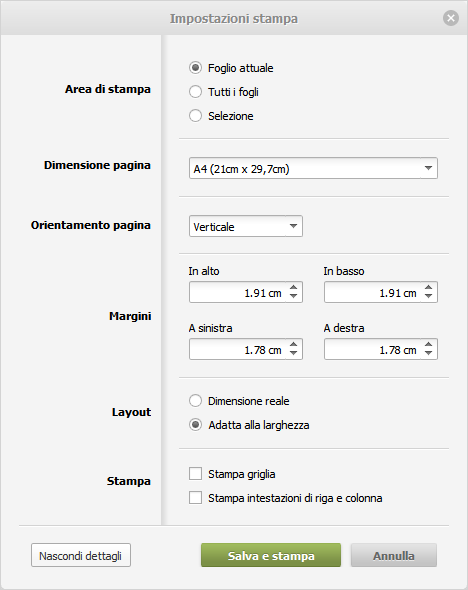 Impostazioni stampa
Area di stampa
Foglio attuale
Tutti i fogli
Selezione
Dimensione pagina
A4 (21cm x 29,7cm)
Orientamento pagina
Verticale
Margini
In alto
In basso
1.91 cm
1.91 cm
A sinistra
A destra
1.78 cm
1.78 cm
Layout
Dimensione reale
Adatta alla larghezza
Stampa
Stampa griglia
Stampa intestazioni di riga e colonna
Nascondi dettagli
Salva e stampa
Annulla